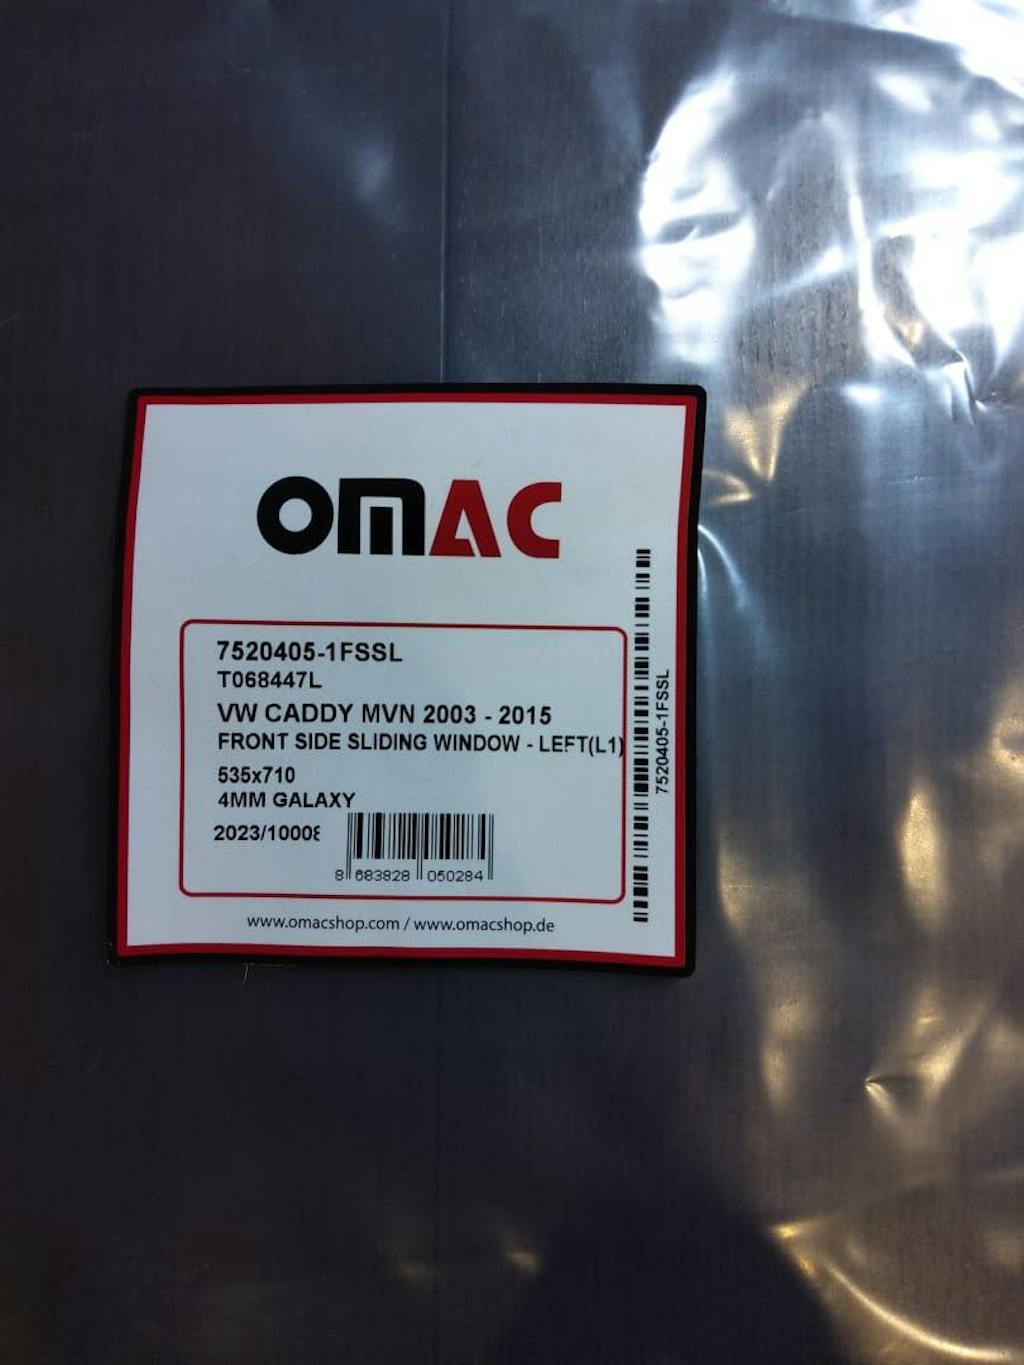 OMAC
7520405-1FSSL
T068447L
VW CADDY MVN 2003 - 2015
FRONT SIDE SLIDING WINDOW - LEFT(L1)
535x710
4MM GALAXY
2023/10008
8 683828 050284
www.omacshop.com / www.omacshop.de
7520405-1FSSL